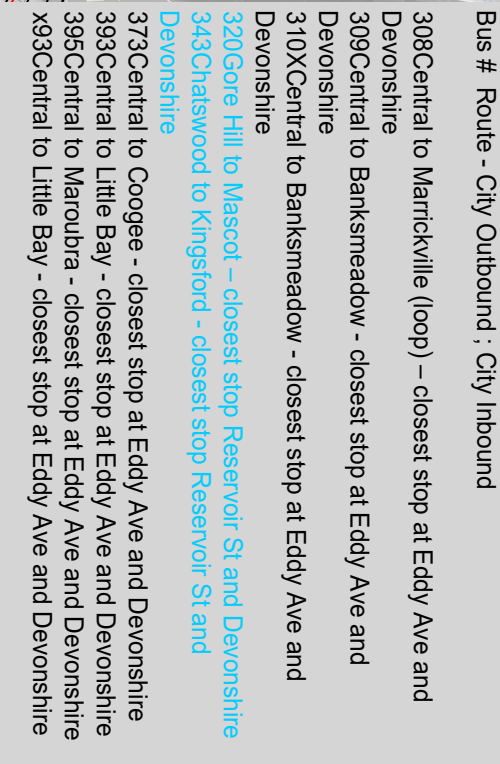 Bus #  Route - City Outbound ; City Inbound
308Central to Marrickville (loop) – closest stop at Eddy Ave and
Devonshire
309Central to Banksmeadow - closest stop at Eddy Ave and
Devonshire
310XCentral to Banksmeadow - closest stop at Eddy Ave and
Devonshire
320Gore Hill to Mascot – closest stop Reservoir St and Devonshire
343Chatswood to Kingsford - closest stop Reservoir St and
Devonshire
373Central to Coogee - closest stop at Eddy Ave and Devonshire
393Central to Little Bay - closest stop at Eddy Ave and Devonshire
395Central to Maroubra - closest stop at Eddy Ave and Devonshire
x93Central to Little Bay - closest stop at Eddy Ave and Devonshire